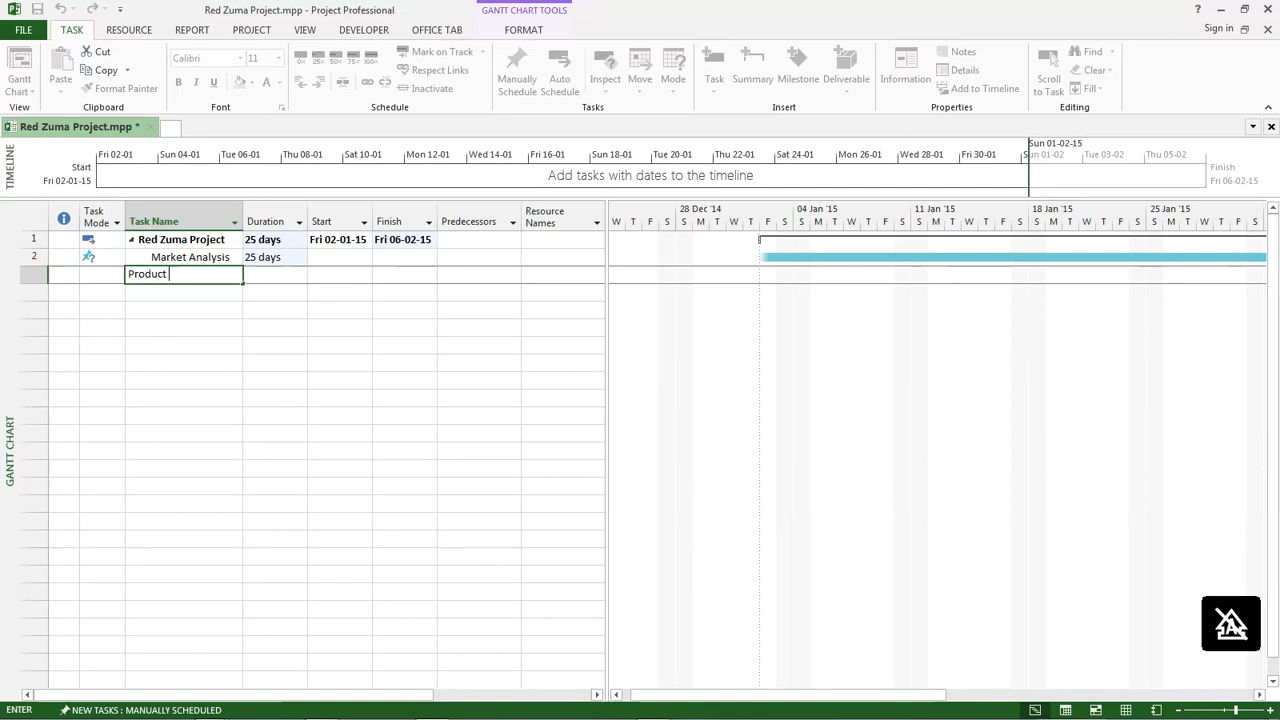 Red Zuma Project.mpp - Project Professional
GANTT CHART TOOLS
Sign in
FILE TASK RESOURCE REPORT PROJECT VIEW DEVELOPER OFFICE TAB FORMAT
Gantt Chart
View
Paste
Cut
Copy
Format Painter
Clipboard
Calibri 11
B I U A
Font
0% 25% 50% 75% 100%
Mark on Track
Respect Links
Inactivate
Schedule
Manually Schedule
Auto Schedule
Inspect
Move
Mode
Tasks
Task
Summary
Milestone
Deliverable
Insert
Information
Notes
Details
Add to Timeline
Properties
Scroll to Task
Find
Clear
Fill
Editing
Red Zuma Project.mpp *
TIMELINE
Sun 01-02-15
Start
Fri 02-01-15
Fri 02-01 Sun 04-01 Tue 06-01 Thu 08-01 Sat 10-01 Mon 12-01 Wed 14-01 Fri 16-01 Sun 18-01 Tue 20-01 Thu 22-01 Sat 24-01 Mon 26-01 Wed 28-01 Fri 30-01 Sun 01-02 Tue 03-02 Thu 05-02
Add tasks with dates to the timeline
Finish
Fri 06-02-15
Task Mode Task Name Duration Start Finish Predecessors Resource Names
28 Dec '14 04 Jan '15 11 Jan '15 18 Jan '15 25 Jan '15
W T F S S M T W T F S S M T W T F S S M T W T F S S M T W T F S S M T W T F S
1 Red Zuma Project 25 days Fri 02-01-15 Fri 06-02-15
2 Market Analysis 25 days
Product
GANTT CHART
ENTER NEW TASKS : MANUALLY SCHEDULED